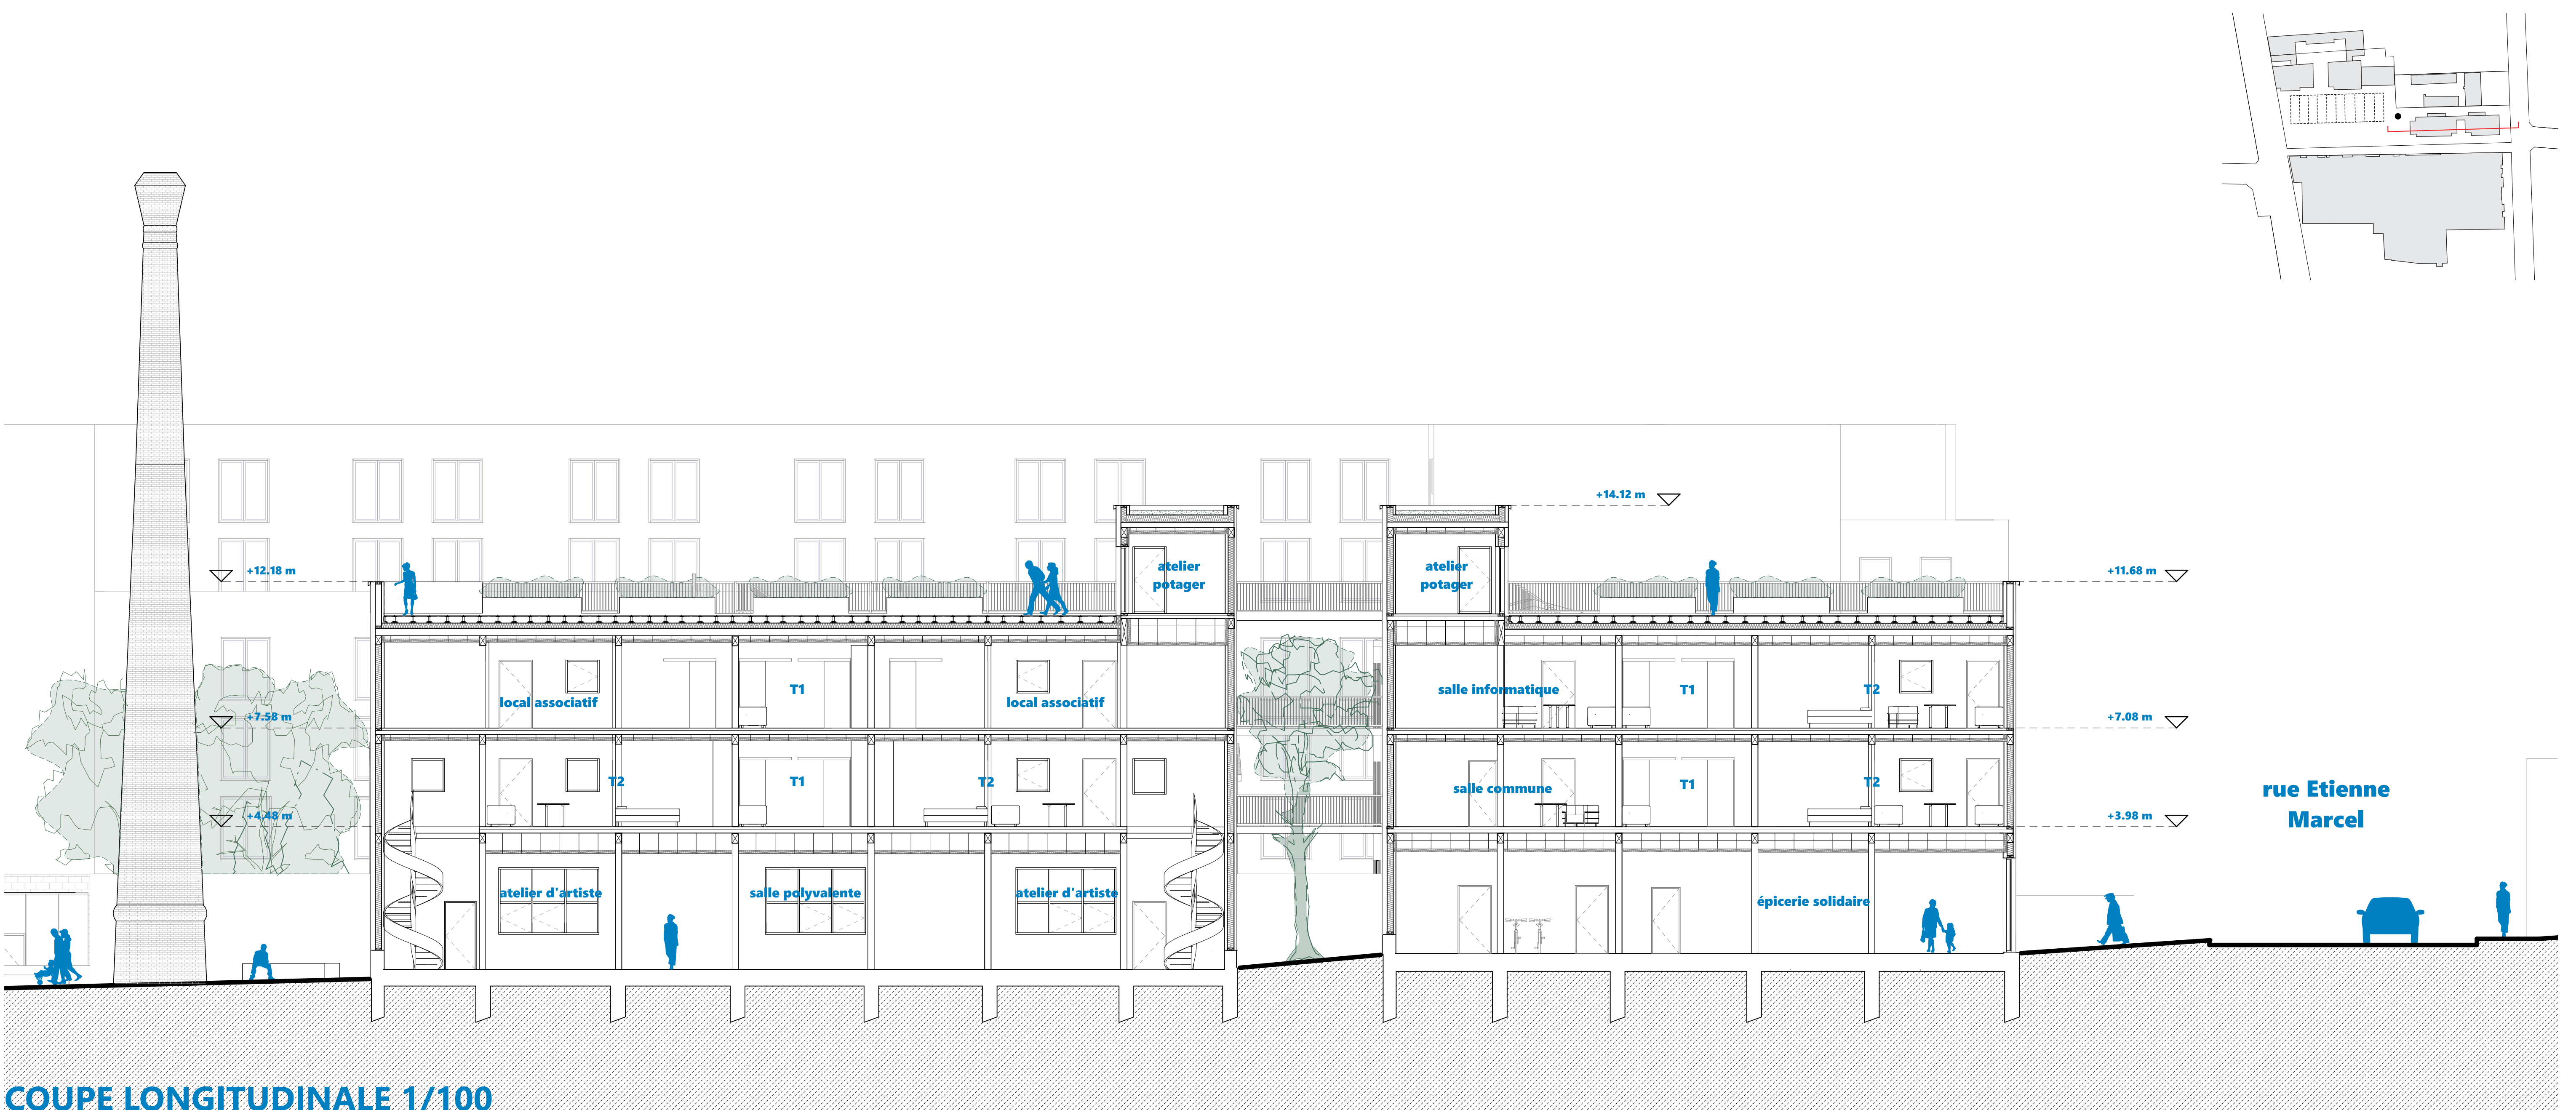 +14.12 m
+12.18 m
atelier
potager
atelier
potager
+11.68 m
local associatif
T1
local associatif
salle informatique
T1
T2
+7.58 m
+7.08 m
T2
T1
T2
salle commune
T1
T2
rue Etienne
Marcel
+4.48 m
+3.98 m
atelier d'artiste
salle polyvalente
atelier d'artiste
épicerie solidaire
COUPE LONGITUDINALE 1/100